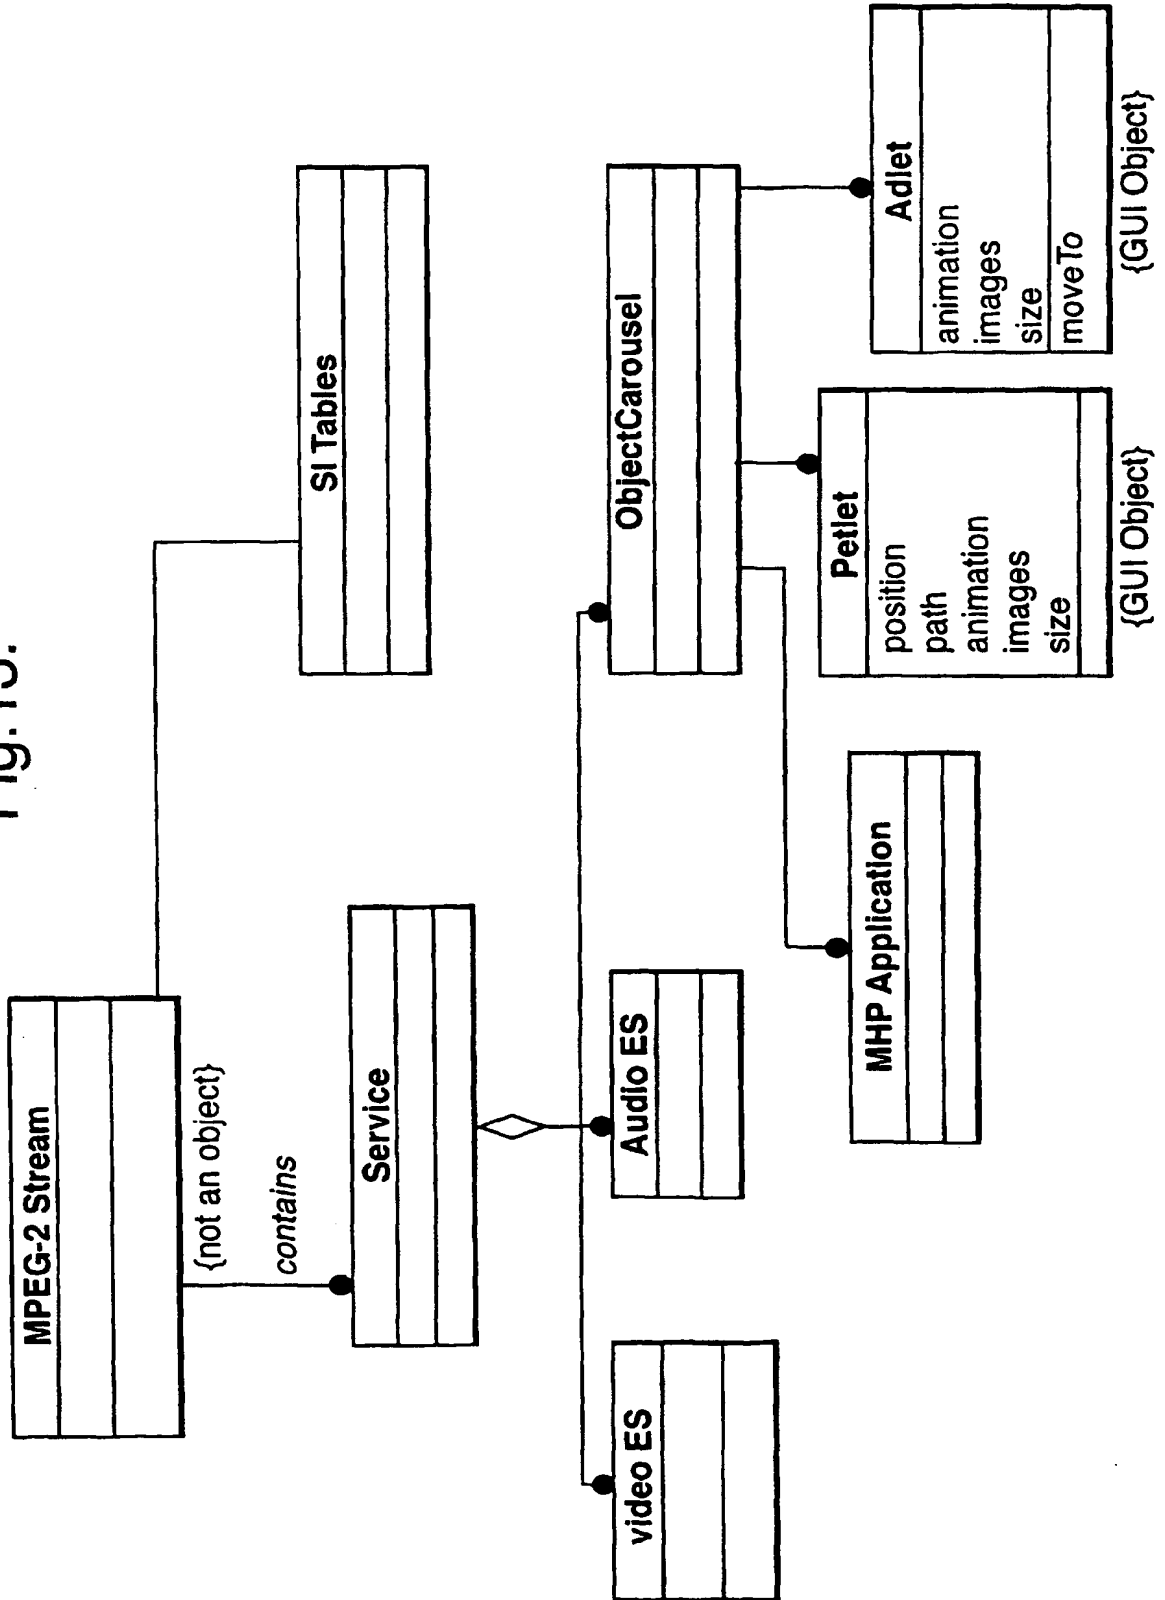 Fig.
MPEG-2 Stream
{not an object}
contains
SI Tables
Service
video ES
Audio ES
ObjectCarousel
MHP Application
Petlet
position
path
animation
images
size
{GUI Object}
Adlet
animation
images
size
moveTo
{GUI Object}